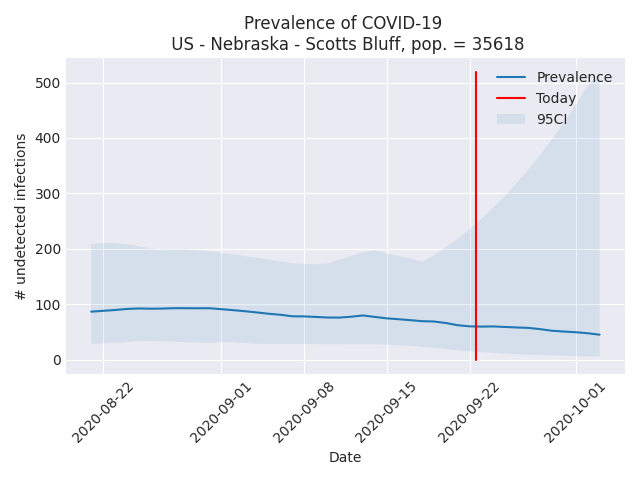 Prevalence of COVID-19
US - Nebraska - Scotts Bluff, pop. = 35618
500
400
300
200
100
0
# undetected infections
Prevalence
Today
95CI
2020-08-22
2020-09-01
2020-09-08
2020-09-15
2020-09-22
2020-10-01
Date